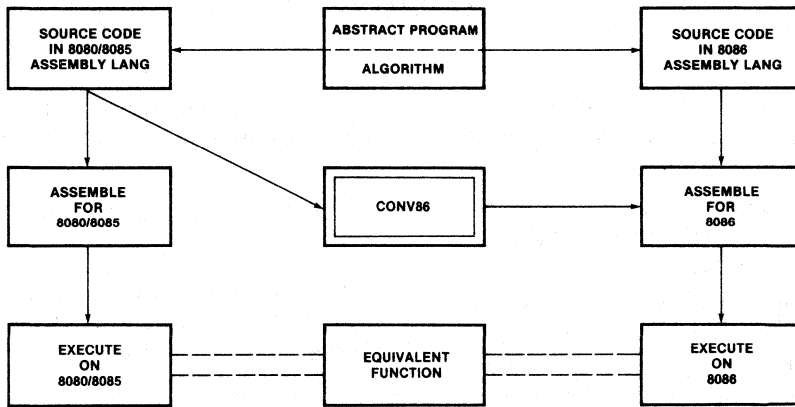 SOURCE CODE
IN 8080/8085
ASSEMBLY LANG
ABSTRACT PROGRAM
ALGORITHM
SOURCE CODE
IN 8086
ASSEMBLY LANG
ASSEMBLE
FOR
8080/8085
CONV86
ASSEMBLE
FOR
8086
EXECUTE
ON
8080/8085
EQUIVALENT
FUNCTION
EXECUTE
ON
8086